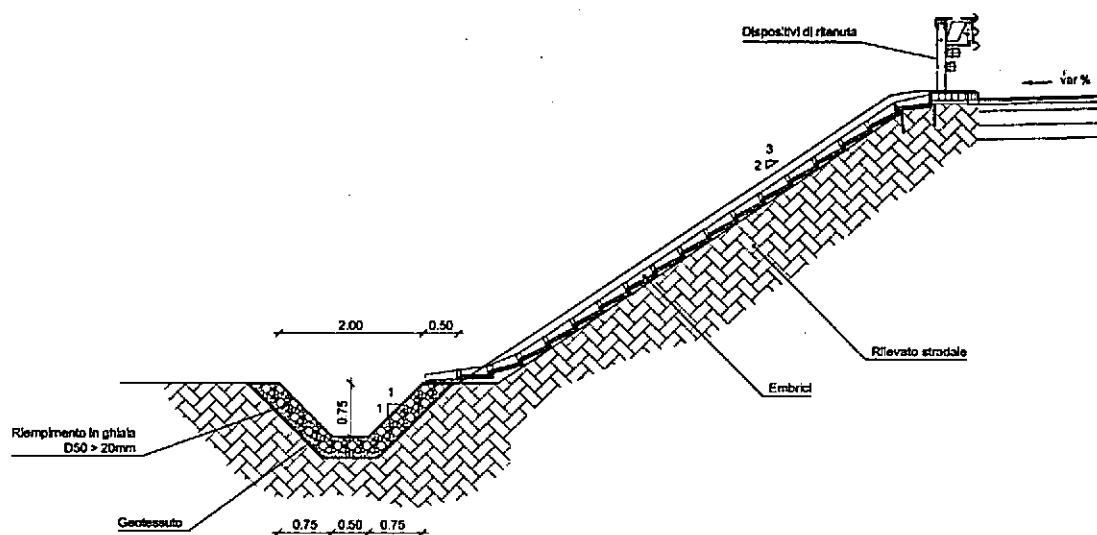 Dispositivi di ritenuta
var %
3
2
2.00
0.50
Rilevato stradale
Embrici
1
1
0.75
Riempimento in ghiaia
D50 > 20mm
Geotessuto
0.75
0.50
0.75